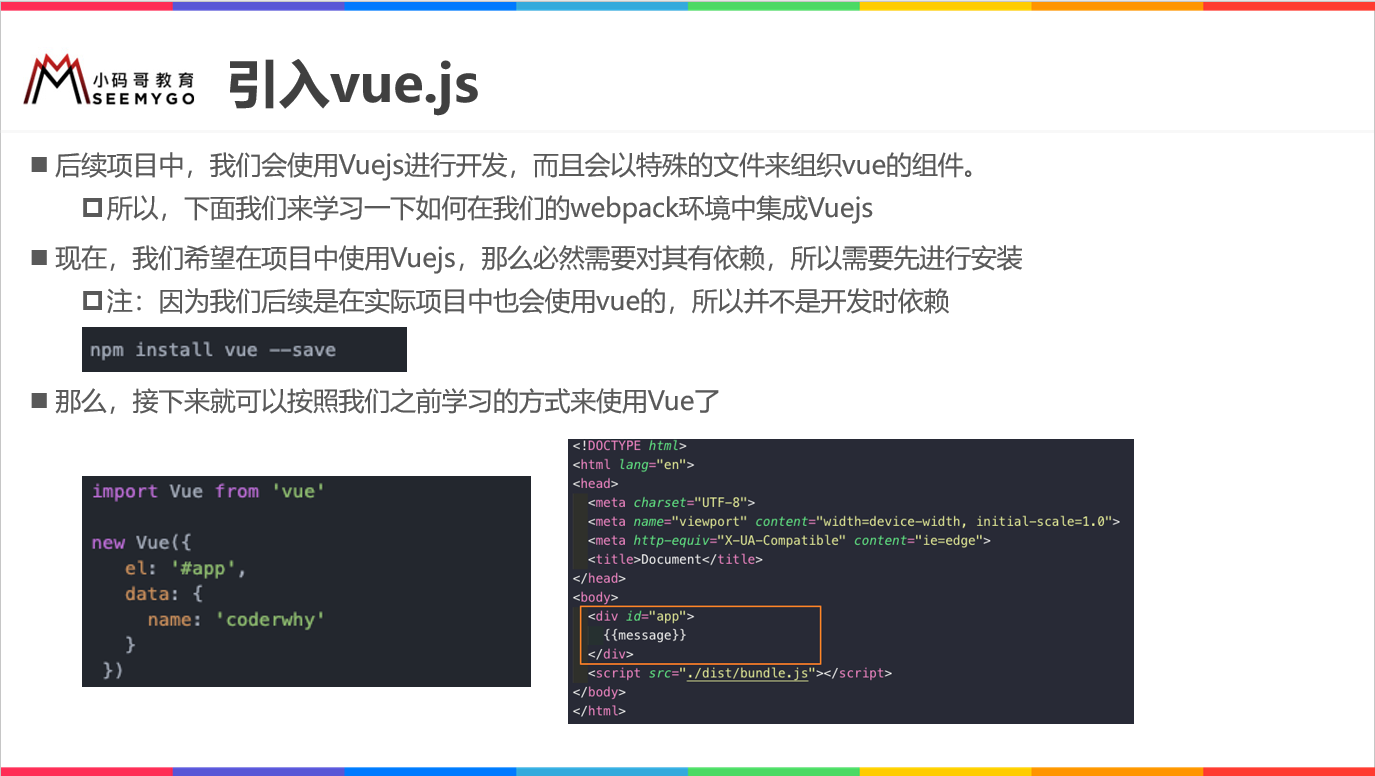 小码哥教育
SEEMYGO
引入vue.js
后续项目中，我们会使用Vuejs进行开发，而且会以特殊的文件来组织vue的组件。
所以，下面我们来学习一下如何在我们的webpack环境中集成Vuejs
现在，我们希望在项目中使用Vuejs，那么必然需要对其有依赖，所以需要先进行安装
注：因为我们后续是在实际项目中也会使用vue的，所以并不是开发时依赖
npm install vue --save
那么，接下来就可以按照我们之前学习的方式来使用Vue了
import Vue from 'vue'
new Vue({
el: '#app',
data: {
name: 'coderwhy'
}
})
<!DOCTYPE html>
<html lang="en">
<head>
<meta charset="UTF-8">
<meta name="viewport" content="width=device-width, initial-scale=1.0">
<meta http-equiv="X-UA-Compatible" content="ie=edge">
<title>Document</title>
</head>
<body>
<div id="app">
{{message}}
</div>
<script src="./dist/bundle.js"></script>
</body>
</html>